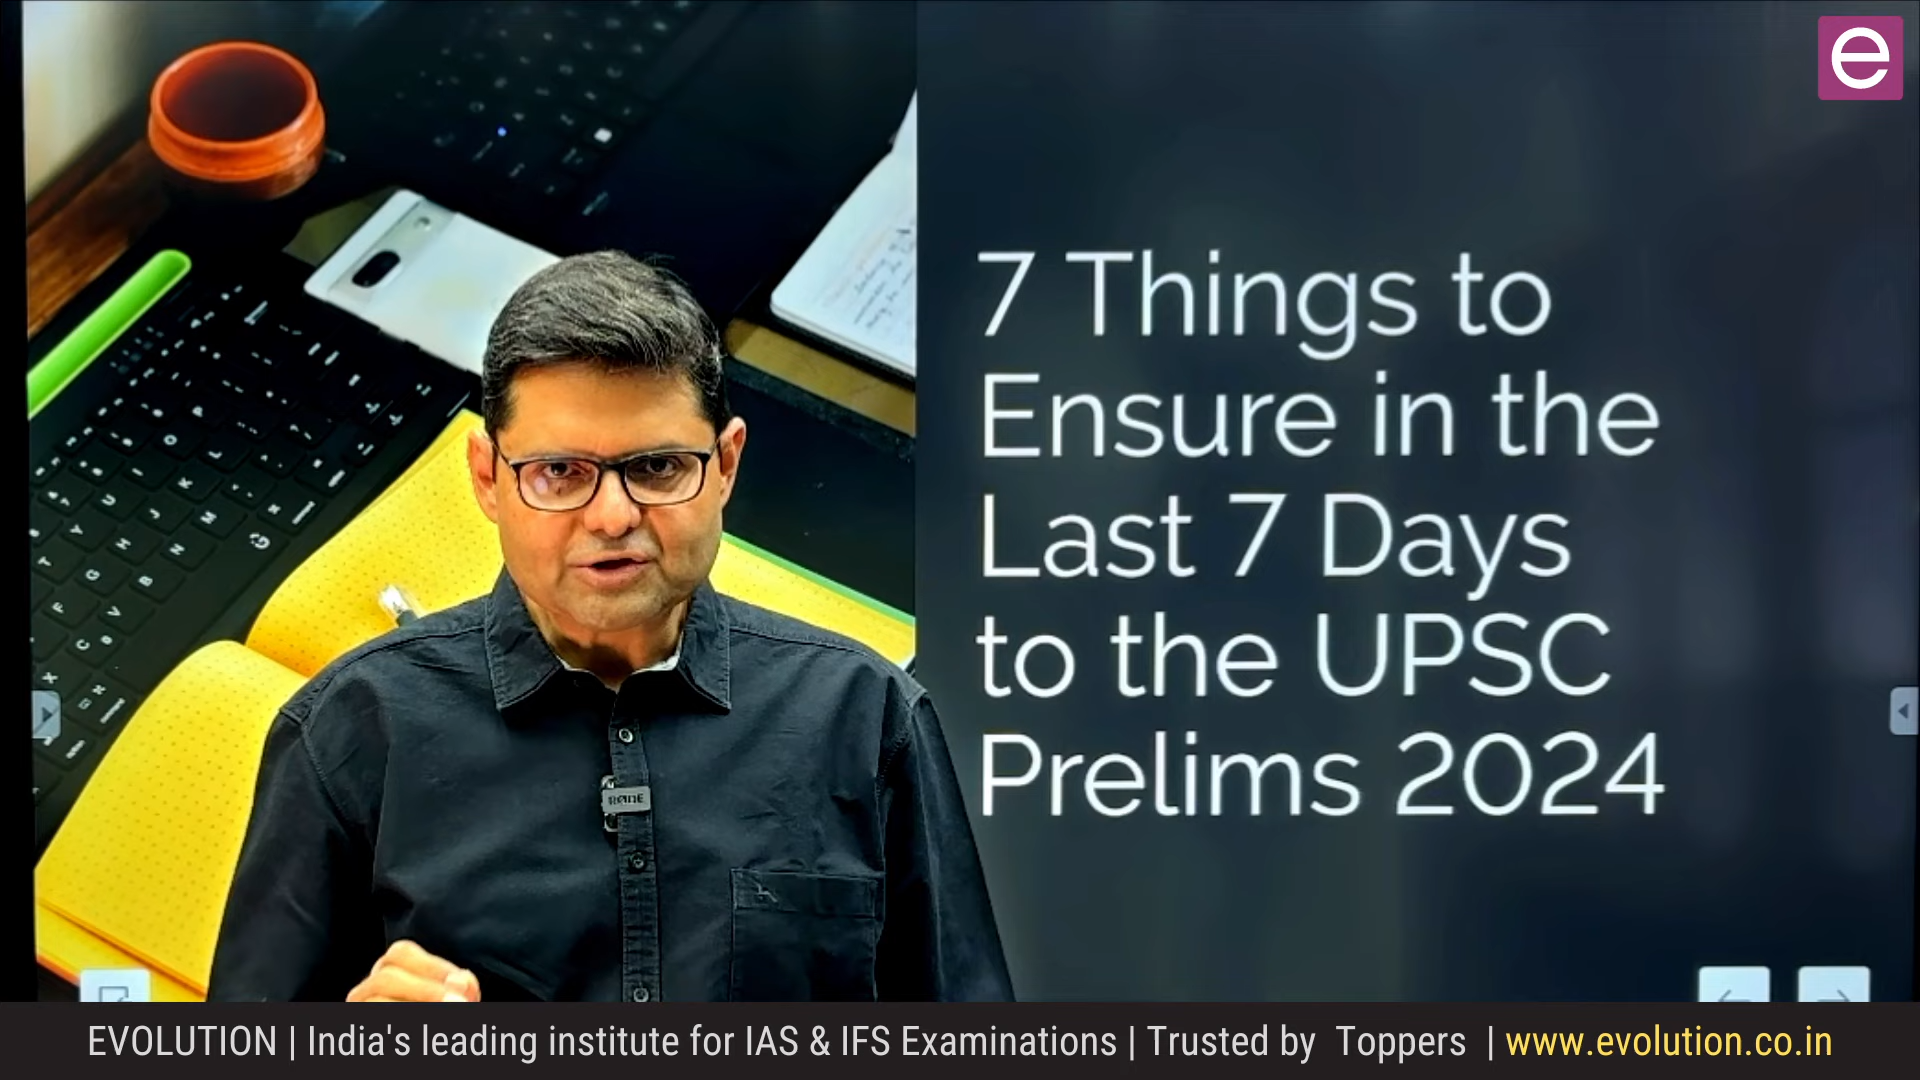 e
7 Things to
Ensure in the
Last 7 Days
to the UPSC
Prelims 2024
RØDE
EVOLUTION | India's leading institute for IAS & IFS Examinations | Trusted by Toppers | www.evolution.co.in